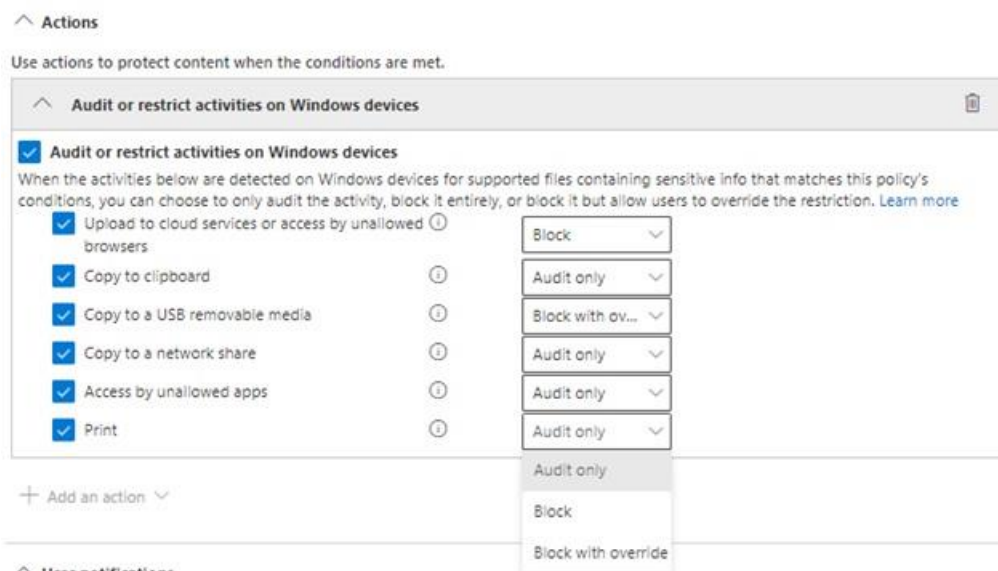 Actions
Use actions to protect content when the conditions are met.
Audit or restrict activities on Windows devices
Audit or restrict activities on Windows devices
When the activities below are detected on Windows devices for supported files containing sensitive info that matches this policy's
conditions, you can choose to only audit the activity, block it entirely, or block it but allow users to override the restriction. Learn more
Upload to cloud services or access by unallowed
browsers
Block
Copy to clipboard
Audit only
Copy to a USB removable media
Block with ov...
Copy to a network share
Audit only
Access by unallowed apps
Audit only
Print
Audit only
Audit only
Block
Block with override
Add an action